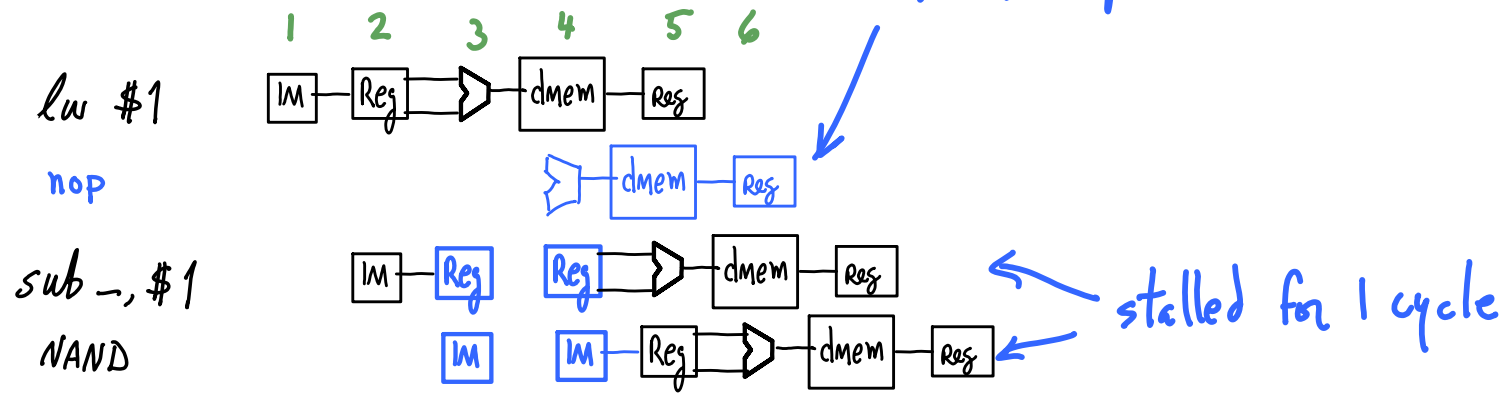 1 2 3 4 5 6
lw $1 IM Reg dmem Reg
nop dmem Reg
sub _, $1 IM Reg Reg dmem Reg
stalled for 1 cycle
NAND IM IM Reg dmem Reg